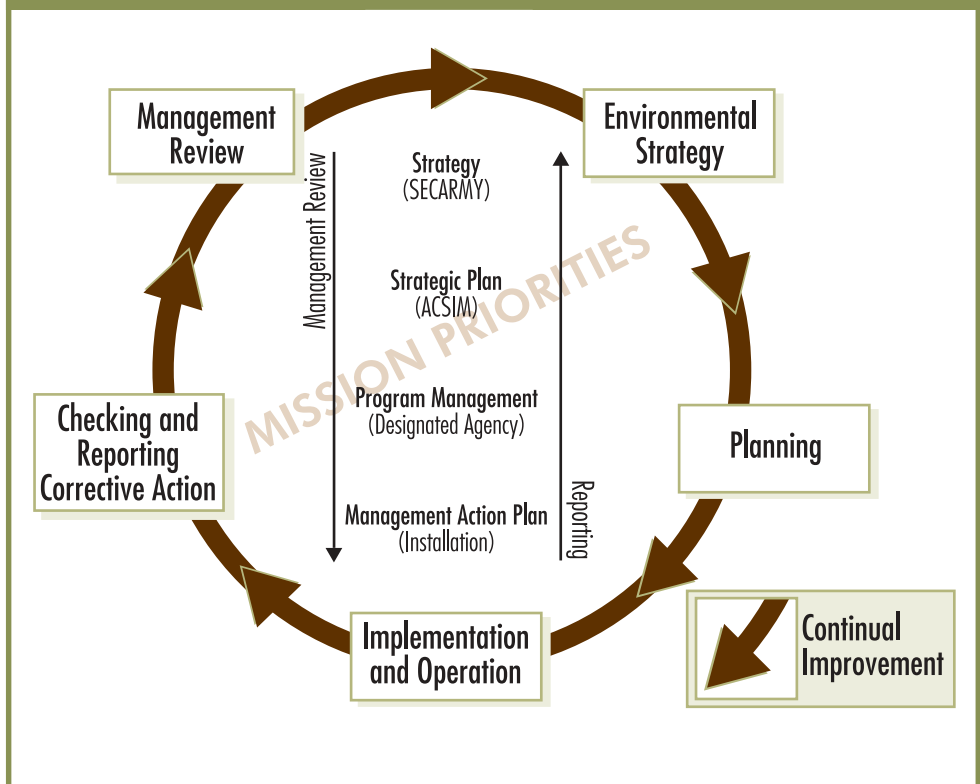 Management
Review
Environmental
Strategy
Management Review
Strategy
(SECARMY)
Strategic Plan
(ACSIM)
MISSION PRIORITIES
Program Management
(Designated Agency)
Management Action Plan
(Installation)
Reporting
Checking and
Reporting
Corrective Action
Planning
Implementation
and Operation
Continual
Improvement